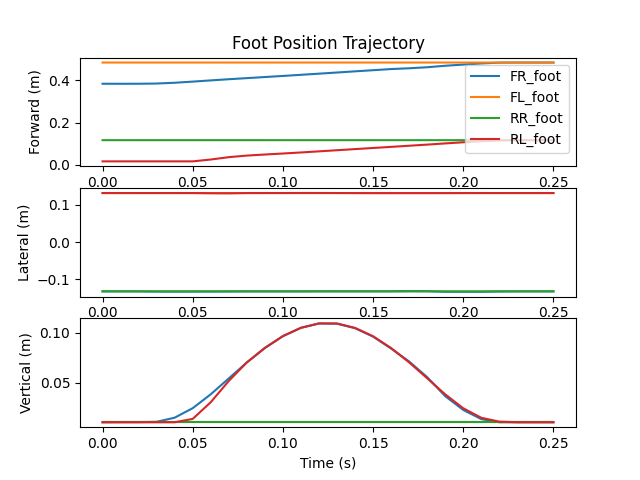 Foot Position Trajectory
Forward (m)
0.4
0.2
0.0
FR_foot
FL_foot
RR_foot
RL_foot
0.00 0.05 0.10 0.15 0.20 0.25
Lateral (m)
0.1
0.0
−0.1
0.00 0.05 0.10 0.15 0.20 0.25
Vertical (m)
0.10
0.05
0.00 0.05 0.10 0.15 0.20 0.25
Time (s)